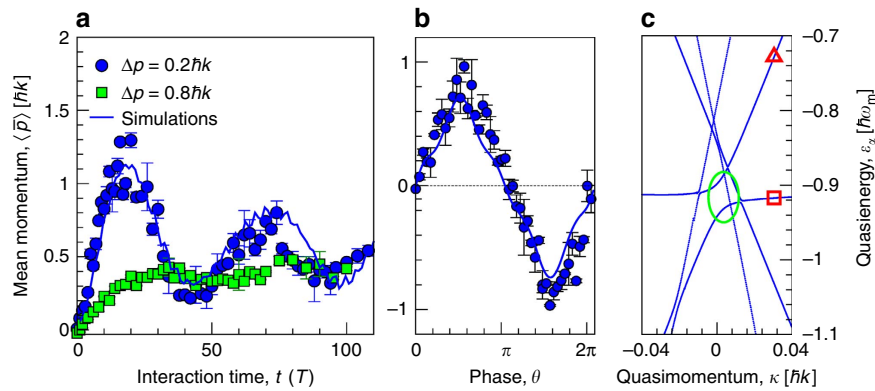 a
2
1.5
1
0.5
0
0
50
100
Mean momentum, ⟨p̄⟩ [ħk]
Interaction time, t (T)
Δp = 0.2ħk
Δp = 0.8ħk
Simulations
b
1
0
−1
0
π
2π
Phase, θ
c
−0.7
−0.8
−0.9
−1
−1.1
−0.04
0
0.04
Quasimomentum, κ [ħk]
Quasienergy, ε_α [ħω_m]